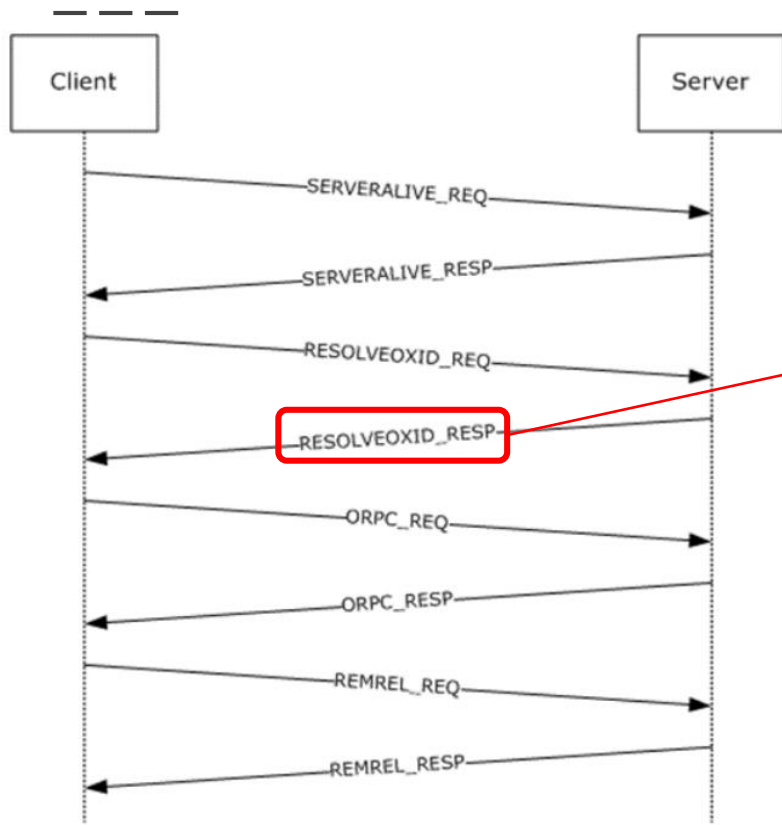 Client
Server
SERVERALIVE_REQ
SERVERALIVE_RESP
RESOLVEOXID_REQ
RESOLVEOXID_RESP
ORPC_REQ
ORPC_RESP
REMREL_REQ
REMREL_RESP